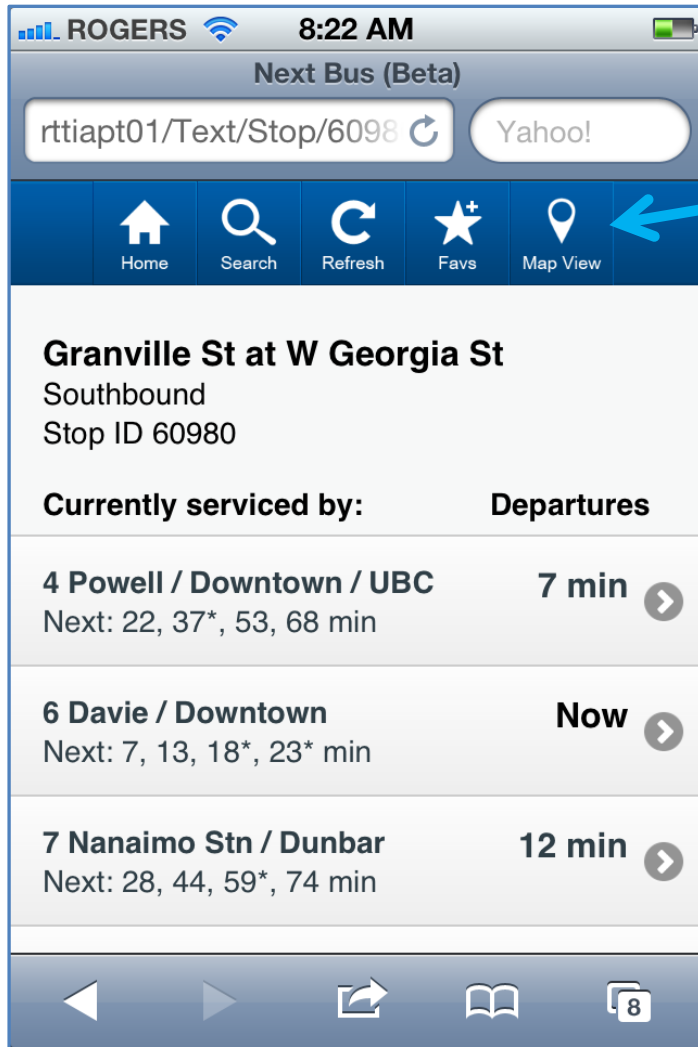 ROGERS 8:22 AM
Next Bus (Beta)
rttiapt01/Text/Stop/6098 Yahoo!
Home Search Refresh Favs Map View
Granville St at W Georgia St
Southbound
Stop ID 60980
Currently serviced by: Departures
4 Powell / Downtown / UBC 7 min
Next: 22, 37*, 53, 68 min
6 Davie / Downtown Now
Next: 7, 13, 18*, 23* min
7 Nanaimo Stn / Dunbar 12 min
Next: 28, 44, 59*, 74 min
8